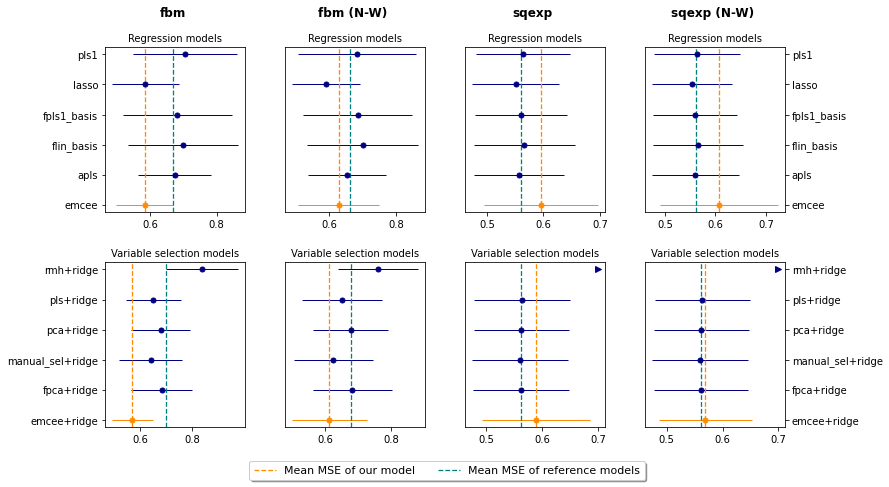 fbm fbm (N-W) sqexp sqexp (N-W)
Regression models Regression models Regression models Regression models
pls1 pls1
lasso lasso
fpls1_basis fpls1_basis
flin_basis flin_basis
apls apls
emcee emcee
0.6 0.8 0.6 0.8 0.5 0.6 0.7 0.5 0.6 0.7
Variable selection models Variable selection models Variable selection models Variable selection models
rmh+ridge rmh+ridge
pls+ridge pls+ridge
pca+ridge pca+ridge
manual_sel+ridge manual_sel+ridge
fpca+ridge fpca+ridge
emcee+ridge emcee+ridge
0.6 0.8 0.6 0.8 0.5 0.6 0.7 0.5 0.6 0.7
Mean MSE of our model Mean MSE of reference models